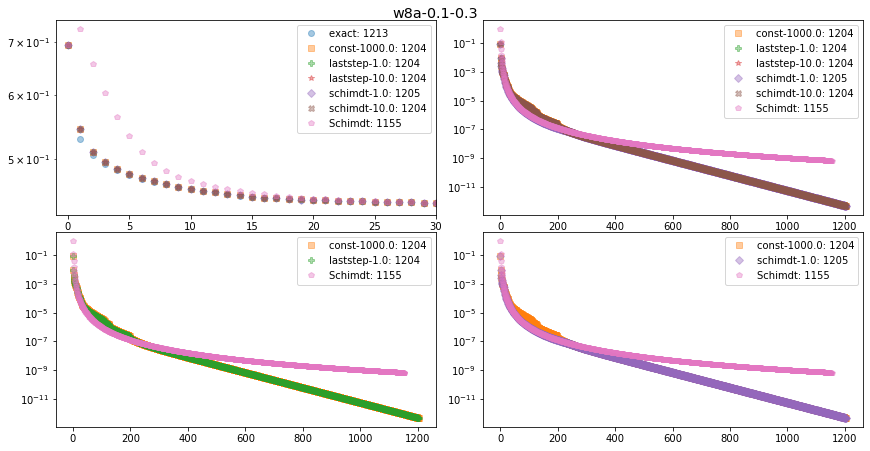 w8a-0.1-0.3
7 × 10⁻¹
6 × 10⁻¹
5 × 10⁻¹
0 5 10 15 20 25 30
exact: 1213
const-1000.0: 1204
laststep-1.0: 1204
laststep-10.0: 1204
schimdt-1.0: 1205
schimdt-10.0: 1204
Schimdt: 1155
10⁻¹
10⁻³
10⁻⁵
10⁻⁷
10⁻⁹
10⁻¹¹
0 200 400 600 800 1000 1200
const-1000.0: 1204
laststep-1.0: 1204
laststep-10.0: 1204
schimdt-1.0: 1205
schimdt-10.0: 1204
Schimdt: 1155
10⁻¹
10⁻³
10⁻⁵
10⁻⁷
10⁻⁹
10⁻¹¹
0 200 400 600 800 1000 1200
const-1000.0: 1204
laststep-1.0: 1204
Schimdt: 1155
10⁻¹
10⁻³
10⁻⁵
10⁻⁷
10⁻⁹
10⁻¹¹
0 200 400 600 800 1000 1200
const-1000.0: 1204
schimdt-1.0: 1205
Schimdt: 1155